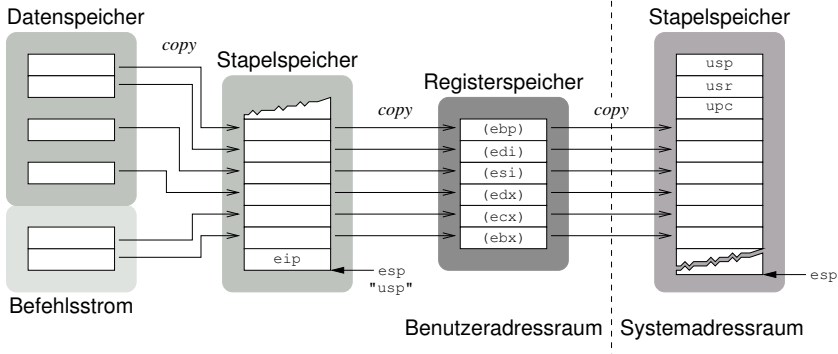 Datenspeicher
Stapelspeicher
copy
usp
Stapelspeicher
usr
Registerspeicher
upc
copy
copy
(ebp)
(edi)
(esi)
(edx)
(ecx)
(ebx)
eip
esp
"usp"
esp
Befehlsstrom
Benutzeradressraum
Systemadressraum